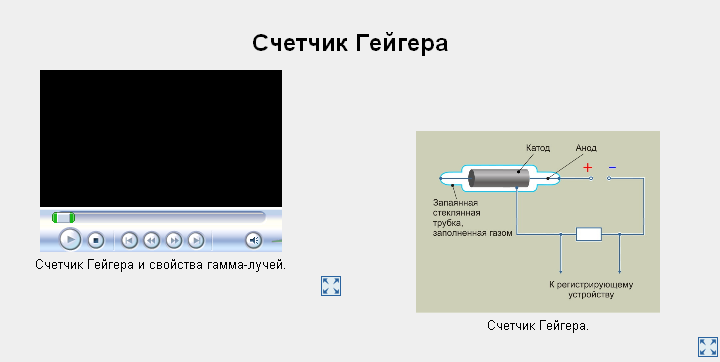 Счетчик Гейгера
Счетчик Гейгера и свойства гамма-лучей.
Катод
Анод
+ −
Запаянная
стеклянная
трубка,
заполненная газом
К регистрирующему
устройству
Счетчик Гейгера.